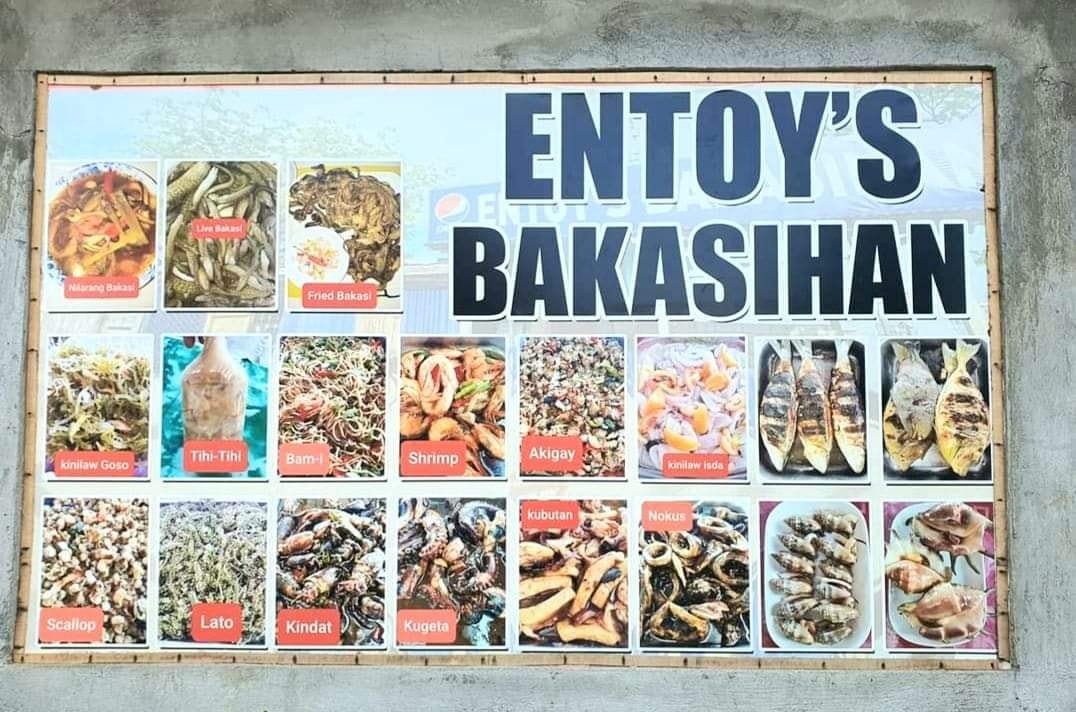 ENTOY'S
BAKASIHAN
Nilarang Bakasi
Live Bakasi
Fried Bakasi
kinilaw Goso
Tihi-Tihi
Bam-i
Shrimp
Akigay
kinilaw isda
Scallop
Lato
Kindat
Kugeta
kubutan
Nokus